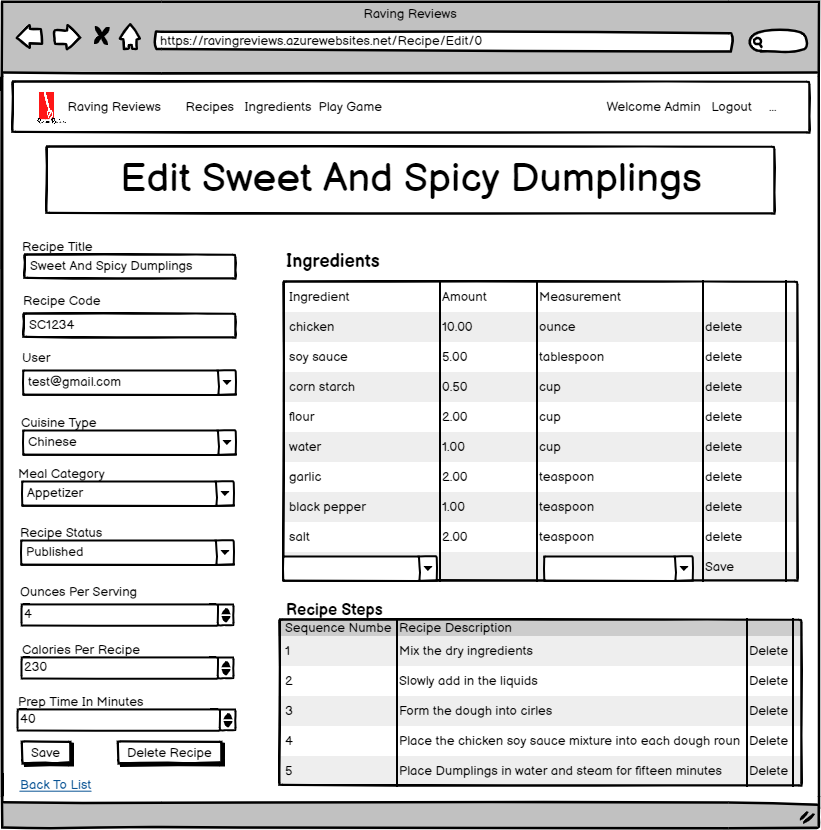 Raving Reviews
https://ravingreviews.azurewebsites.net/Recipe/Edit/0
Raving Reviews Recipes Ingredients Play Game Welcome Admin Logout ...
Edit Sweet And Spicy Dumplings
Recipe Title
Sweet And Spicy Dumplings
Recipe Code
SC1234
User
test@gmail.com
Cuisine Type
Chinese
Meal Category
Appetizer
Recipe Status
Published
Ounces Per Serving
4
Calories Per Recipe
230
Prep Time In Minutes
40
Save Delete Recipe
Back To List
Ingredients
Ingredient Amount Measurement
chicken 10.00 ounce delete
soy sauce 5.00 tablespoon delete
corn starch 0.50 cup delete
flour 2.00 cup delete
water 1.00 cup delete
garlic 2.00 teaspoon delete
black pepper 1.00 teaspoon delete
salt 2.00 teaspoon delete
Save
Recipe Steps
Sequence Numbe Recipe Description
1 Mix the dry ingredients Delete
2 Slowly add in the liquids Delete
3 Form the dough into cirles Delete
4 Place the chicken soy sauce mixture into each dough roun Delete
5 Place Dumplings in water and steam for fifteen minutes Delete